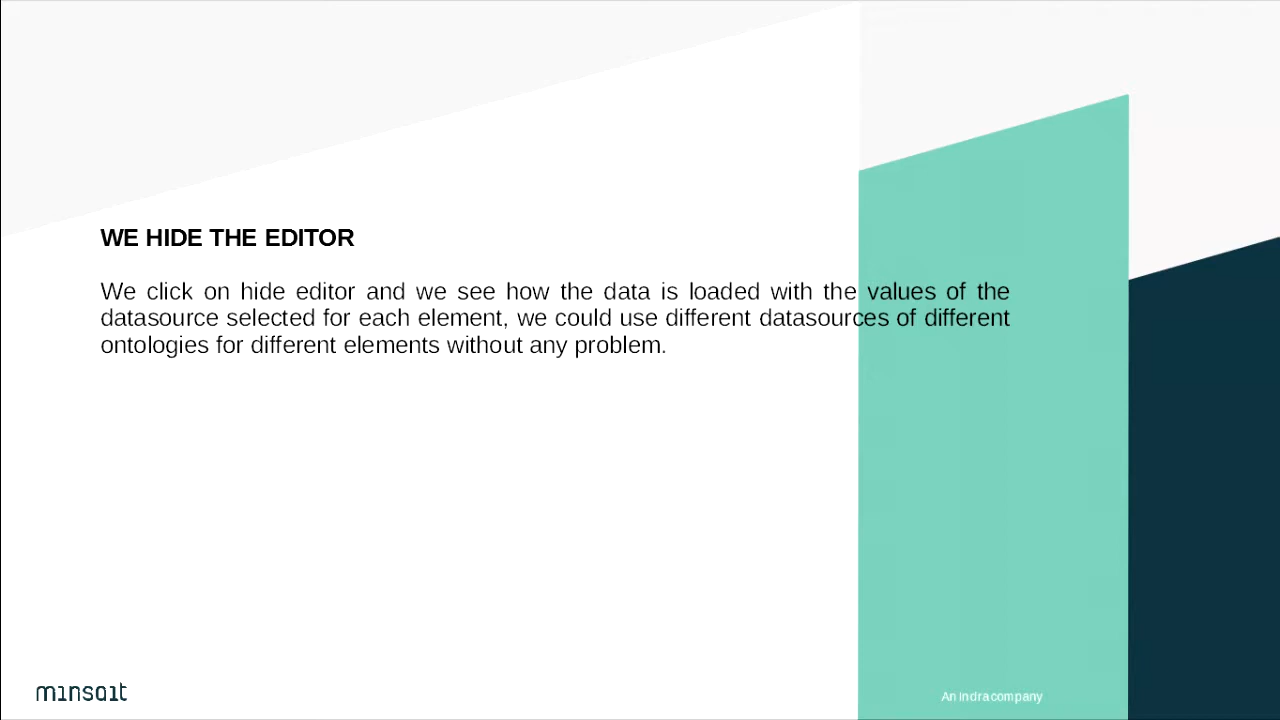 WE HIDE THE EDITOR
We click on hide editor and we see how the data is loaded with the values of the
datasource selected for each element, we could use different datasources of different
ontologies for different elements without any problem.
minsait
An Indra company